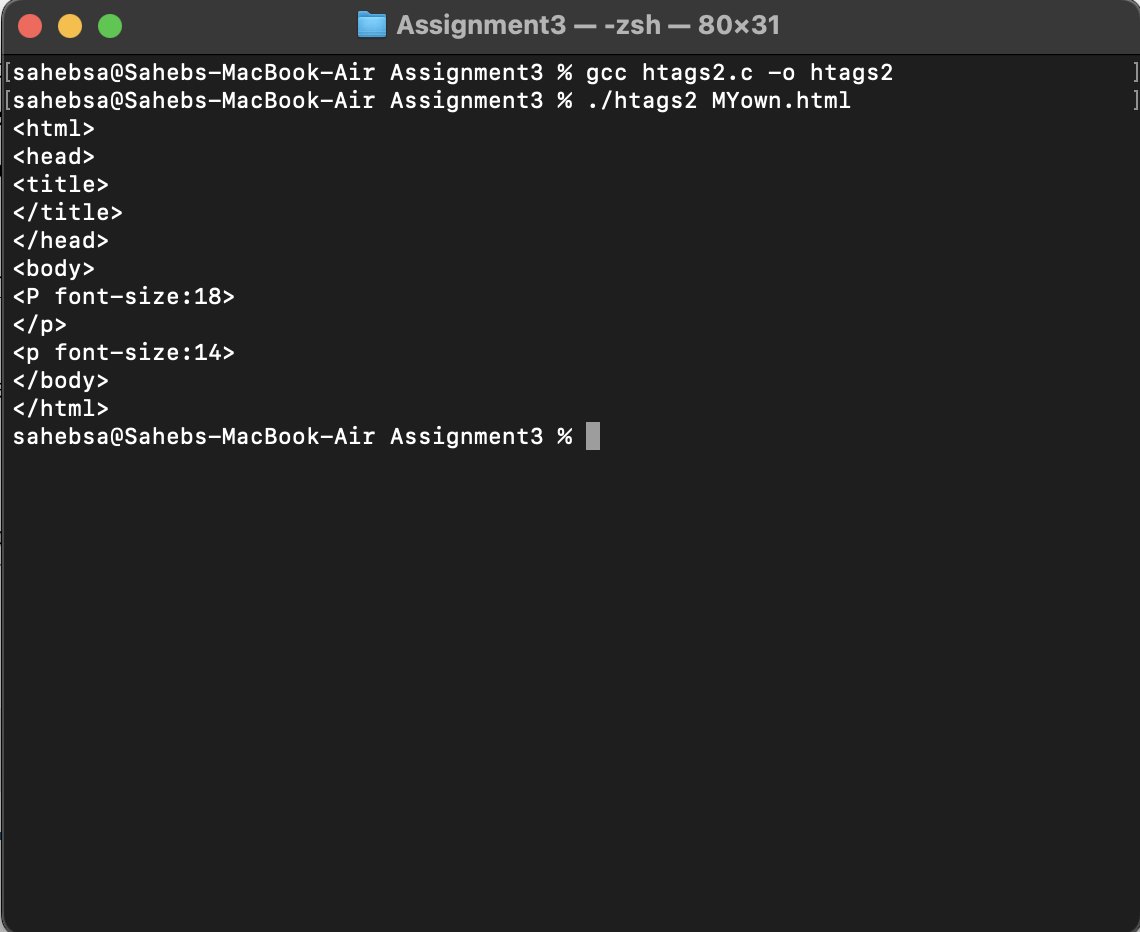 Assignment3 — -zsh — 80×31
[sahebsa@Sahebs-MacBook-Air Assignment3 % gcc htags2.c -o htags2 ]
[sahebsa@Sahebs-MacBook-Air Assignment3 % ./htags2 MYown.html ]
<html>
<head>
<title>
</title>
</head>
<body>
<P font-size:18>
</p>
<p font-size:14>
</body>
</html>
sahebsa@Sahebs-MacBook-Air Assignment3 %